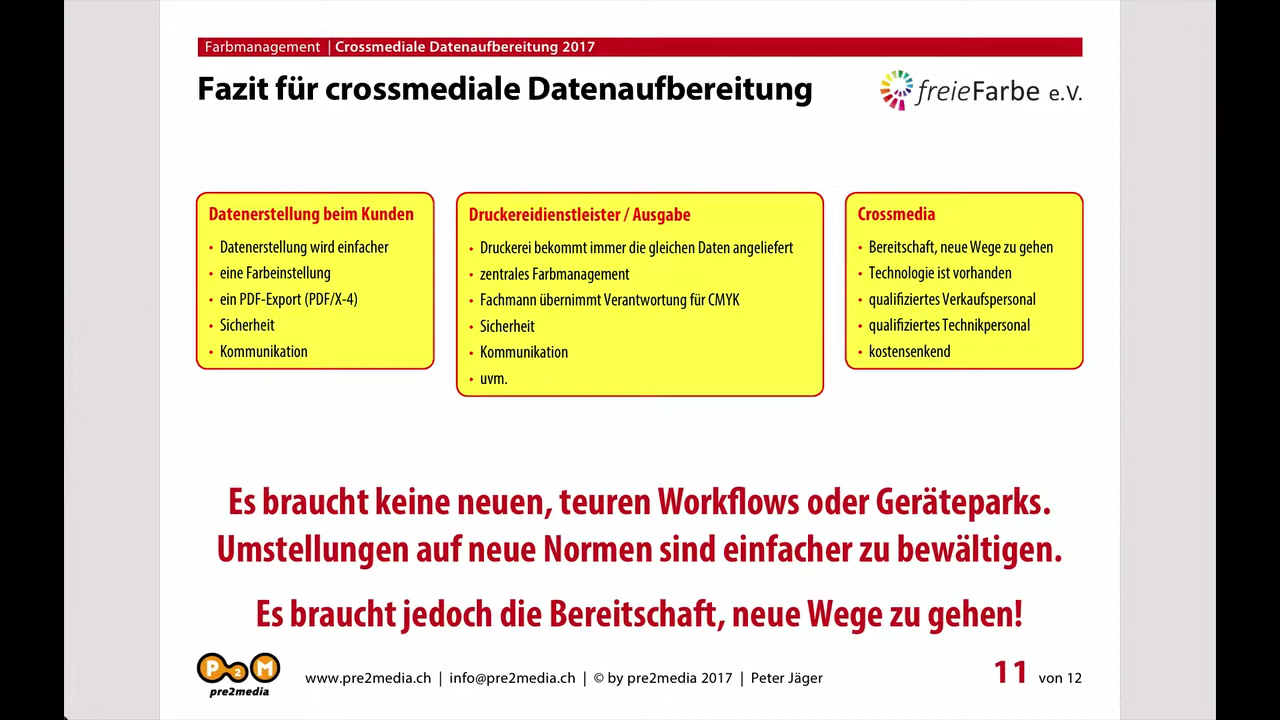 Farbmanagement | Crossmediale Datenaufbereitung 2017
Fazit für crossmediale Datenaufbereitung
freieFarbe e.V.
Datenerstellung beim Kunden
• Datenerstellung wird einfacher
• eine Farbeinstellung
• ein PDF-Export (PDF/X-4)
• Sicherheit
• Kommunikation
Druckereidienstleister / Ausgabe
• Druckerei bekommt immer die gleichen Daten angeliefert
• zentrales Farbmanagement
• Fachmann übernimmt Verantwortung für CMYK
• Sicherheit
• Kommunikation
• uvm.
Crossmedia
• Bereitschaft, neue Wege zu gehen
• Technologie ist vorhanden
• qualifiziertes Verkaufspersonal
• qualifiziertes Technikpersonal
• kostensenkend
Es braucht keine neuen, teuren Workflows oder Geräteparks.
Umstellungen auf neue Normen sind einfacher zu bewältigen.
Es braucht jedoch die Bereitschaft, neue Wege zu gehen!
P2M
pre2media
www.pre2media.ch | info@pre2media.ch | © by pre2media 2017 | Peter Jäger
11 von 12